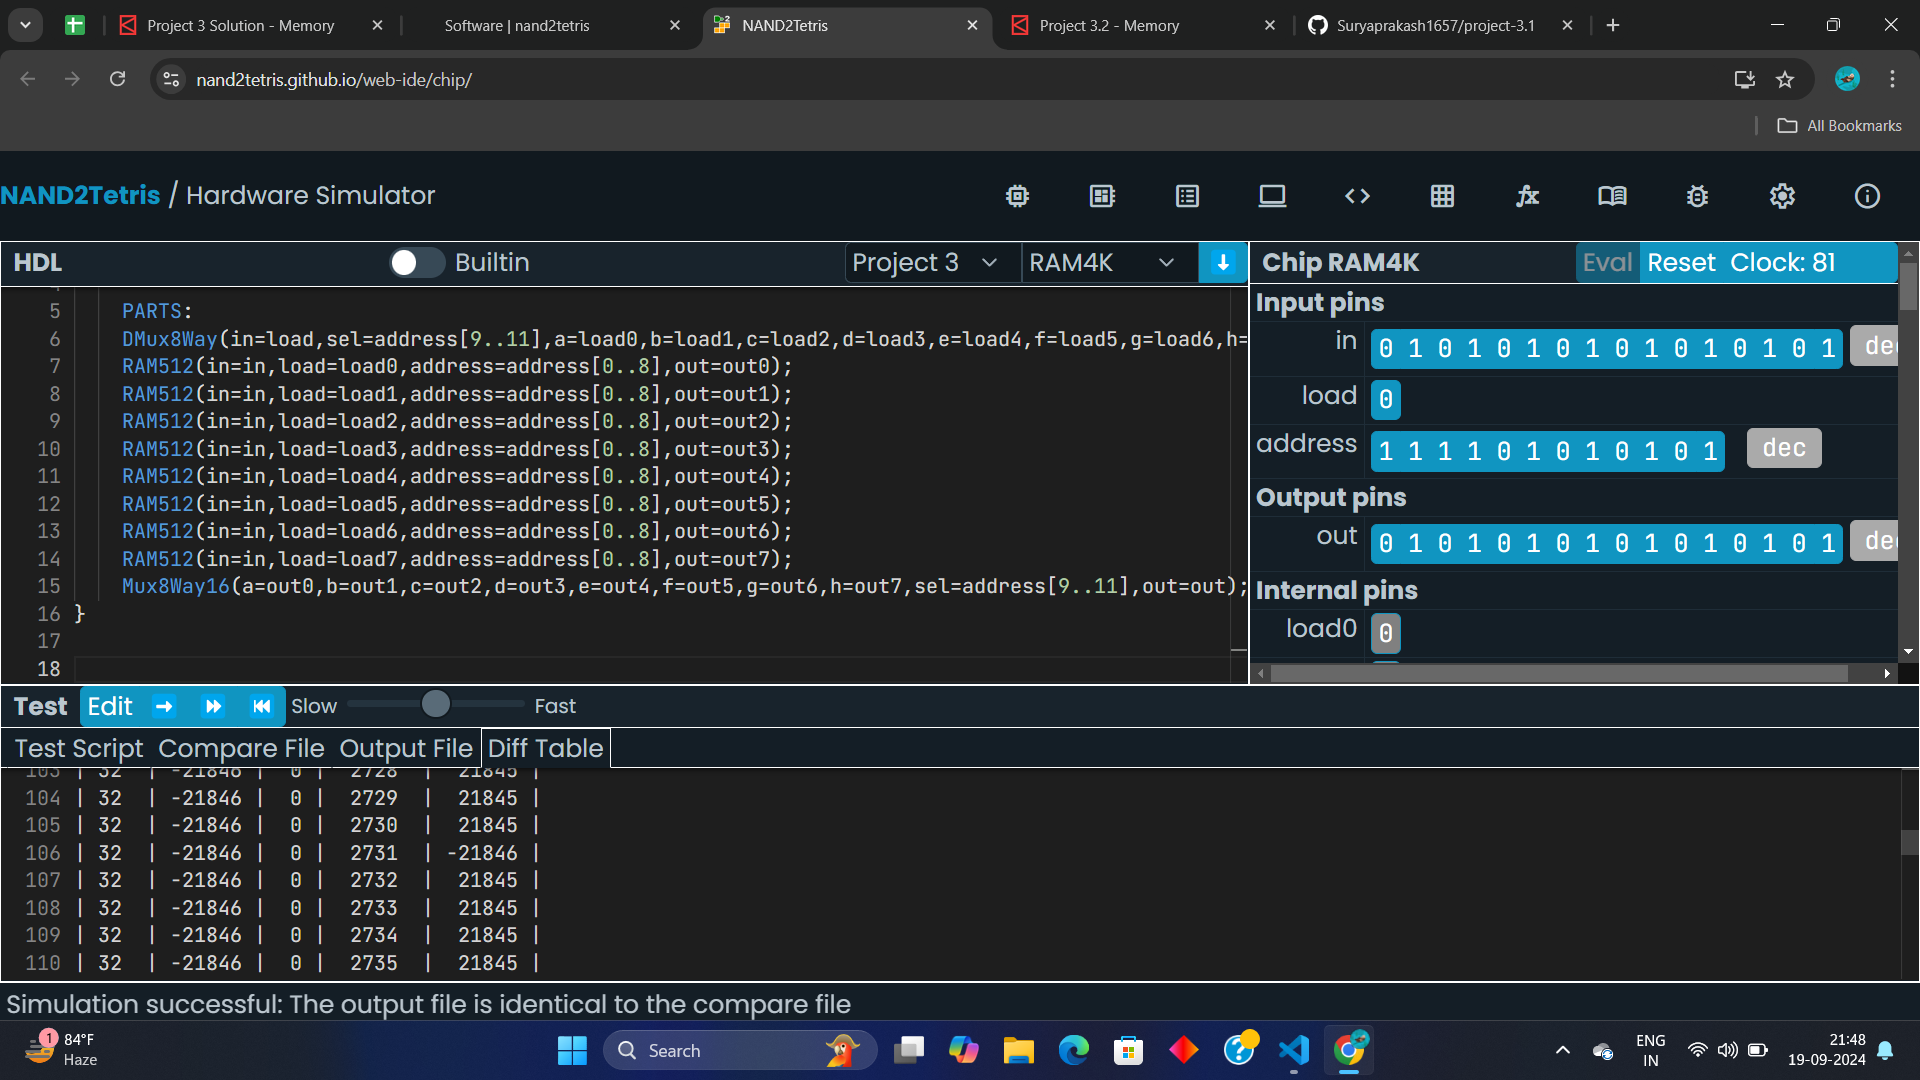 Project 3 Solution - Memory
Software | nand2tetris
NAND2Tetris
Project 3.2 - Memory
Suryaprakash1657/project-3.1
nand2tetris.github.io/web-ide/chip/
All Bookmarks
NAND2Tetris / Hardware Simulator
HDL
Builtin
Project 3
RAM4K
Chip RAM4K
Eval
Reset
Clock: 81
5 PARTS:
6 DMux8Way(in=load,sel=address[9..11],a=load0,b=load1,c=load2,d=load3,e=load4,f=load5,g=load6,h=
7 RAM512(in=in,load=load0,address=address[0..8],out=out0);
8 RAM512(in=in,load=load1,address=address[0..8],out=out1);
9 RAM512(in=in,load=load2,address=address[0..8],out=out2);
10 RAM512(in=in,load=load3,address=address[0..8],out=out3);
11 RAM512(in=in,load=load4,address=address[0..8],out=out4);
12 RAM512(in=in,load=load5,address=address[0..8],out=out5);
13 RAM512(in=in,load=load6,address=address[0..8],out=out6);
14 RAM512(in=in,load=load7,address=address[0..8],out=out7);
15 Mux8Way16(a=out0,b=out1,c=out2,d=out3,e=out4,f=out5,g=out6,h=out7,sel=address[9..11],out=out);
16 }
17
18
Input pins
in 0 1 0 1 0 1 0 1 0 1 0 1 0 1 0 1 dec
load 0
address 1 1 1 1 0 1 0 1 0 1 0 1 dec
Output pins
out 0 1 0 1 0 1 0 1 0 1 0 1 0 1 0 1 dec
Internal pins
load0 0
Test
Edit
Slow
Fast
Test Script
Compare File
Output File
Diff Table
103 | 32 | -21846 | 0 | 2728 | 21845 |
104 | 32 | -21846 | 0 | 2729 | 21845 |
105 | 32 | -21846 | 0 | 2730 | 21845 |
106 | 32 | -21846 | 0 | 2731 | -21846 |
107 | 32 | -21846 | 0 | 2732 | 21845 |
108 | 32 | -21846 | 0 | 2733 | 21845 |
109 | 32 | -21846 | 0 | 2734 | 21845 |
110 | 32 | -21846 | 0 | 2735 | 21845 |
Simulation successful: The output file is identical to the compare file
1
84°F
Haze
Search
ENG
IN
21:48
19-09-2024